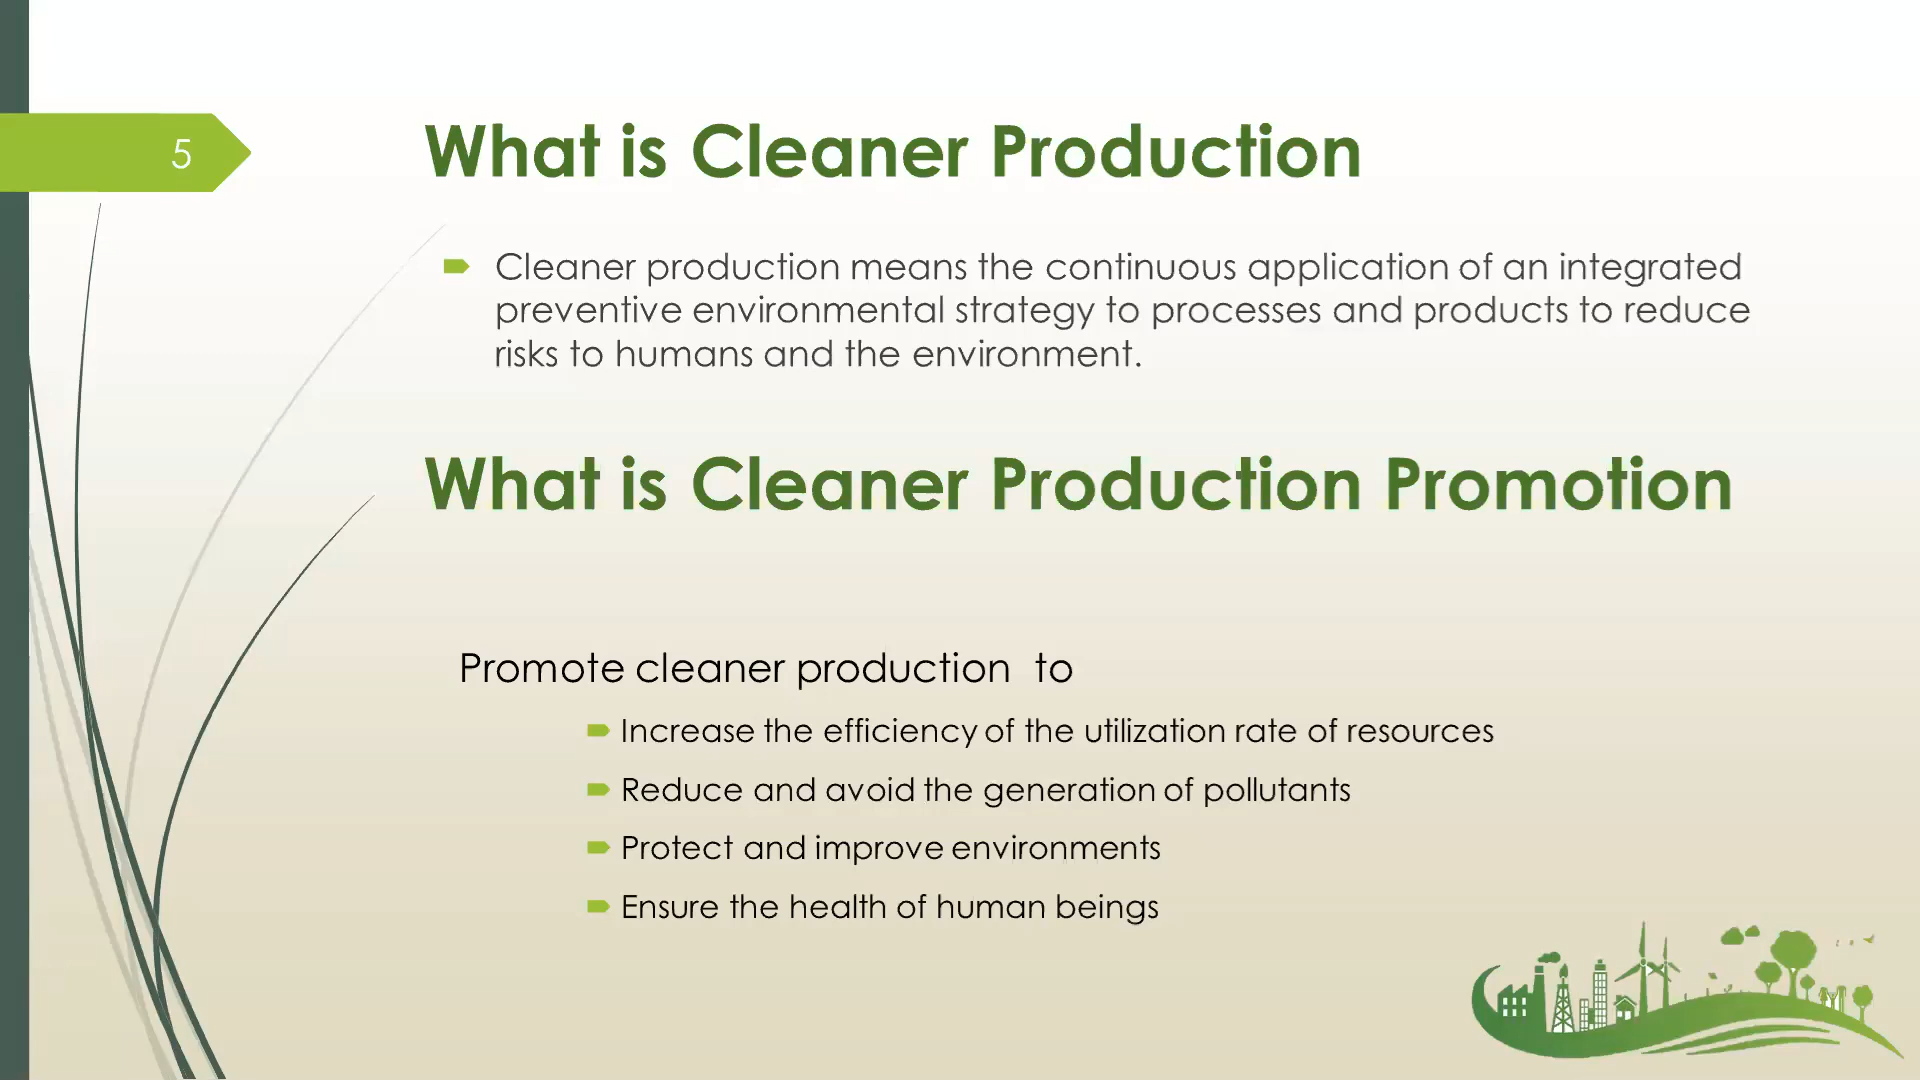 5
What is Cleaner Production
Cleaner production means the continuous application of an integrated
preventive environmental strategy to processes and products to reduce
risks to humans and the environment.
What is Cleaner Production Promotion
Promote cleaner production  to
Increase the efficiency of the utilization rate of resources
Reduce and avoid the generation of pollutants
Protect and improve environments
Ensure the health of human beings